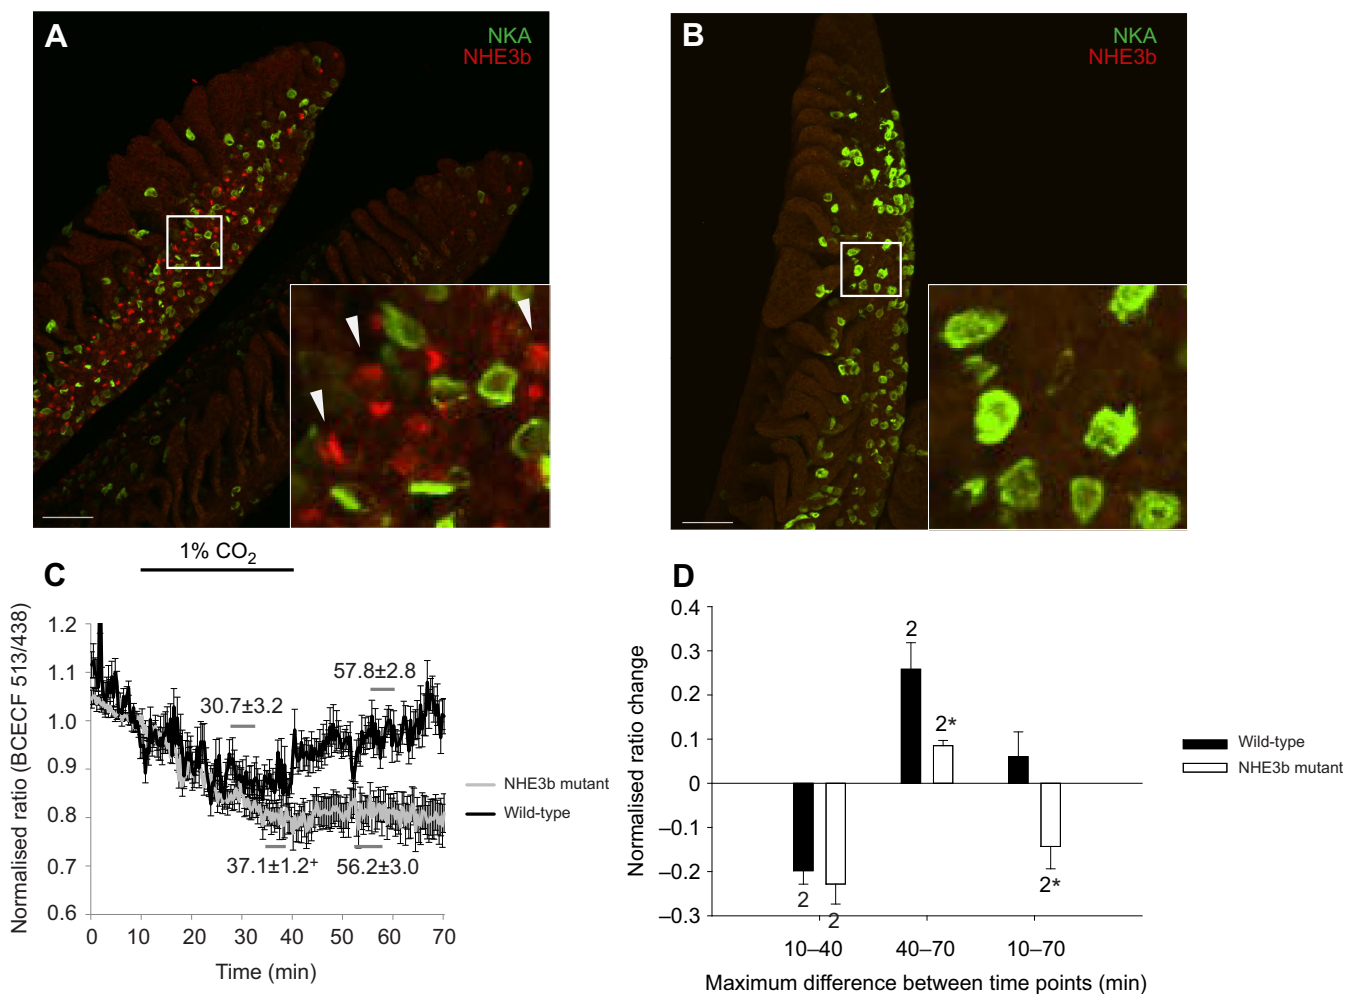 A
NKA
NHE3b
B
NKA
NHE3b
C
1% CO2
Normalised ratio (BCECF 513/438)
1.2
1.1
1.0
0.9
0.8
0.7
0.6
30.7±3.2
57.8±2.8
37.1±1.2+
56.2±3.0
NHE3b mutant
Wild-type
0 10 20 30 40 50 60 70
Time (min)
D
Normalised ratio change
0.4
0.3
0.2
0.1
0
–0.1
–0.2
–0.3
2
2
2
2*
2*
10–40 40–70 10–70
Maximum difference between time points (min)
Wild-type
NHE3b mutant